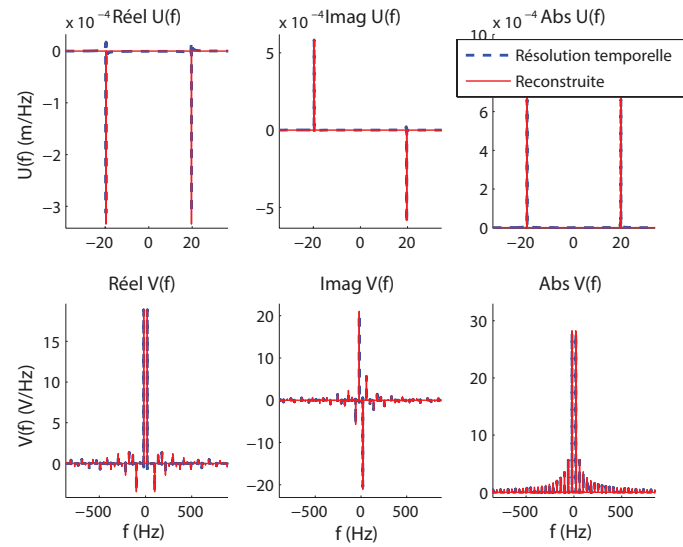 × 10⁻⁴ Réel U(f)
× 10⁻⁴ Imag U(f)
× 10⁻⁴ Abs U(f)
U(f) (m/Hz)
0
−1
−2
−3
−20 0 20
5
0
−5
−20 0 20
10
8
6
4
2
0
−20 0 20
Résolution temporelle
Reconstruite
Réel V(f)
Imag V(f)
Abs V(f)
V(f) (V/Hz)
15
10
5
0
−500 0 500
f (Hz)
20
10
0
−10
−20
−500 0 500
f (Hz)
30
20
10
0
−500 0 500
f (Hz)